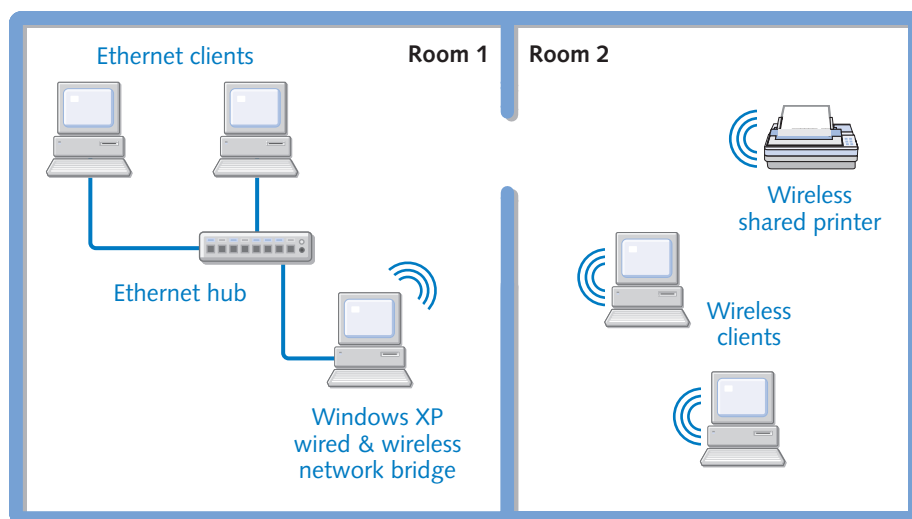 Ethernet clients
Room 1
Room 2
Wireless
shared printer
Ethernet hub
Wireless
clients
Windows XP
wired & wireless
network bridge